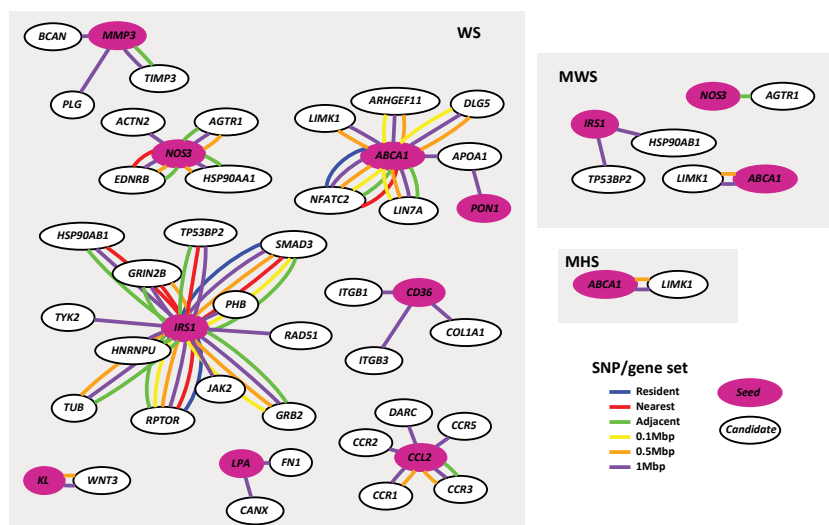 WS
BCAN
MMP3
TIMP3
PLG
ACTN2
AGTR1
NOS3
EDNRB
HSP90AA1
LIMK1
ARHGEF11
DLG5
ABCA1
APOA1
NFATC2
LIN7A
PON1
HSP90AB1
TP53BP2
SMAD3
GRIN2B
PHB
TYK2
IRS1
RAD51
HNRNPU
JAK2
TUB
RPTOR
GRB2
ITGB1
CD36
COL1A1
ITGB3
KL
WNT3
LPA
FN1
CANX
DARC
CCR5
CCR2
CCL2
CCR1
CCR3
MWS
NOS3
AGTR1
IRS1
HSP90AB1
TP53BP2
LIMK1
ABCA1
MHS
ABCA1
LIMK1
SNP/gene set
Resident
Nearest
Adjacent
0.1Mbp
0.5Mbp
1Mbp
Seed
Candidate